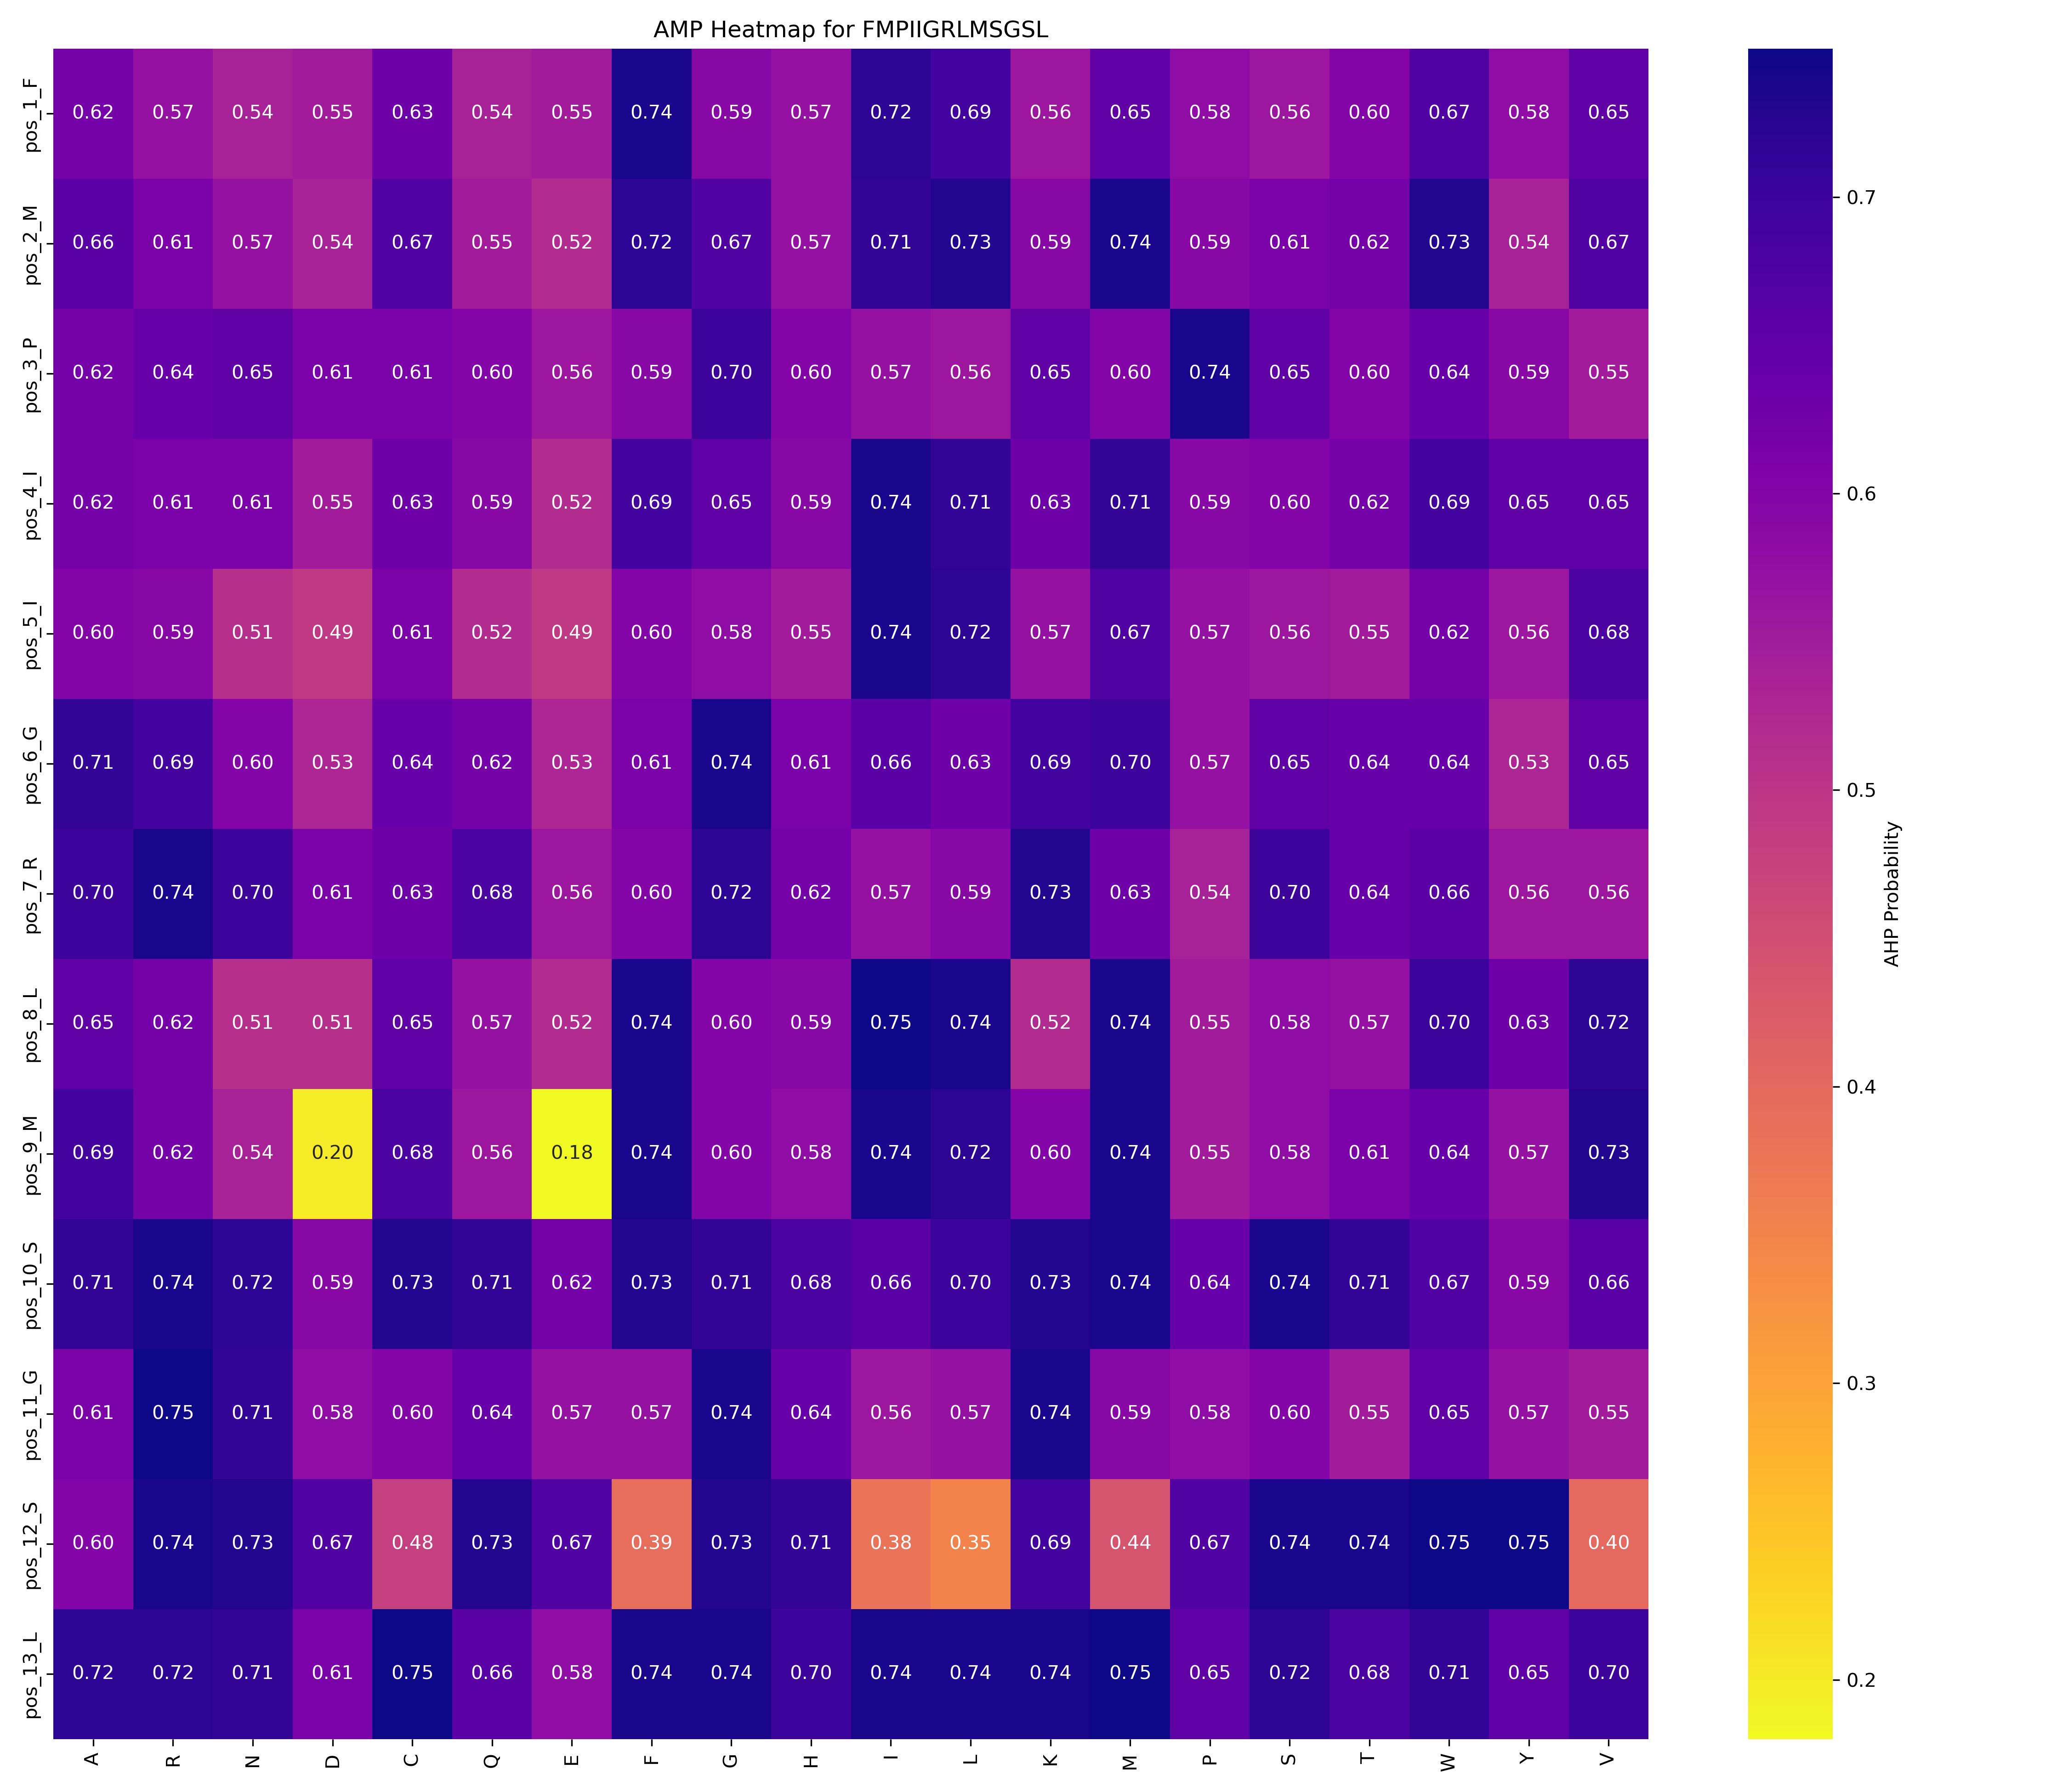 AMP Heatmap for FMPIIGRLMSGSL
pos_1_F 0.62 0.57 0.54 0.55 0.63 0.54 0.55 0.74 0.59 0.57 0.72 0.69 0.56 0.65 0.58 0.56 0.60 0.67 0.58 0.65
pos_2_M 0.66 0.61 0.57 0.54 0.67 0.55 0.52 0.72 0.67 0.57 0.71 0.73 0.59 0.74 0.59 0.61 0.62 0.73 0.54 0.67
pos_3_P 0.62 0.64 0.65 0.61 0.61 0.60 0.56 0.59 0.70 0.60 0.57 0.56 0.65 0.60 0.74 0.65 0.60 0.64 0.59 0.55
pos_4_I 0.62 0.61 0.61 0.55 0.63 0.59 0.52 0.69 0.65 0.59 0.74 0.71 0.63 0.71 0.59 0.60 0.62 0.69 0.65 0.65
pos_5_I 0.60 0.59 0.51 0.49 0.61 0.52 0.49 0.60 0.58 0.55 0.74 0.72 0.57 0.67 0.57 0.56 0.55 0.62 0.56 0.68
pos_6_G 0.71 0.69 0.60 0.53 0.64 0.62 0.53 0.61 0.74 0.61 0.66 0.63 0.69 0.70 0.57 0.65 0.64 0.64 0.53 0.65
pos_7_R 0.70 0.74 0.70 0.61 0.63 0.68 0.56 0.60 0.72 0.62 0.57 0.59 0.73 0.63 0.54 0.70 0.64 0.66 0.56 0.56
pos_8_L 0.65 0.62 0.51 0.51 0.65 0.57 0.52 0.74 0.60 0.59 0.75 0.74 0.52 0.74 0.55 0.58 0.57 0.70 0.63 0.72
pos_9_M 0.69 0.62 0.54 0.20 0.68 0.56 0.18 0.74 0.60 0.58 0.74 0.72 0.60 0.74 0.55 0.58 0.61 0.64 0.57 0.73
pos_10_S 0.71 0.74 0.72 0.59 0.73 0.71 0.62 0.73 0.71 0.68 0.66 0.70 0.73 0.74 0.64 0.74 0.71 0.67 0.59 0.66
pos_11_G 0.61 0.75 0.71 0.58 0.60 0.64 0.57 0.57 0.74 0.64 0.56 0.57 0.74 0.59 0.58 0.60 0.55 0.65 0.57 0.55
pos_12_S 0.60 0.74 0.73 0.67 0.48 0.73 0.67 0.39 0.73 0.71 0.38 0.35 0.69 0.44 0.67 0.74 0.74 0.75 0.75 0.40
pos_13_L 0.72 0.72 0.71 0.61 0.75 0.66 0.58 0.74 0.74 0.70 0.74 0.74 0.74 0.75 0.65 0.72 0.68 0.71 0.65 0.70
A R N D C Q E F G H I L K M P S T W Y V
0.7
0.6
0.5
0.4
0.3
0.2
AHP Probability